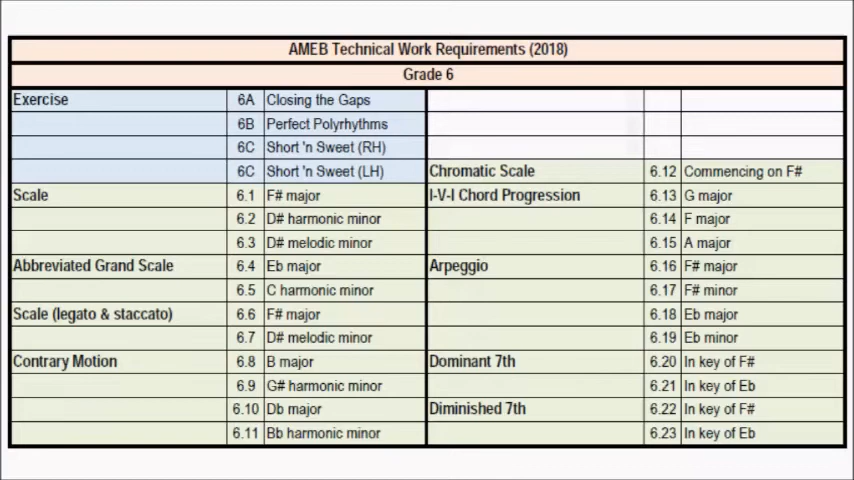 AMEB Technical Work Requirements (2018)
Grade 6
Exercise 6A Closing the Gaps
6B Perfect Polyrhythms
6C Short 'n Sweet (RH)
6C Short 'n Sweet (LH) Chromatic Scale 6.12 Commencing on F#
Scale 6.1 F# major I-V-I Chord Progression 6.13 G major
6.2 D# harmonic minor 6.14 F major
6.3 D# melodic minor 6.15 A major
Abbreviated Grand Scale 6.4 Eb major Arpeggio 6.16 F# major
6.5 C harmonic minor 6.17 F# minor
Scale (legato & staccato) 6.6 F# major 6.18 Eb major
6.7 D# melodic minor 6.19 Eb minor
Contrary Motion 6.8 B major Dominant 7th 6.20 In key of F#
6.9 G# harmonic minor 6.21 In key of Eb
6.10 Db major Diminished 7th 6.22 In key of F#
6.11 Bb harmonic minor 6.23 In key of Eb